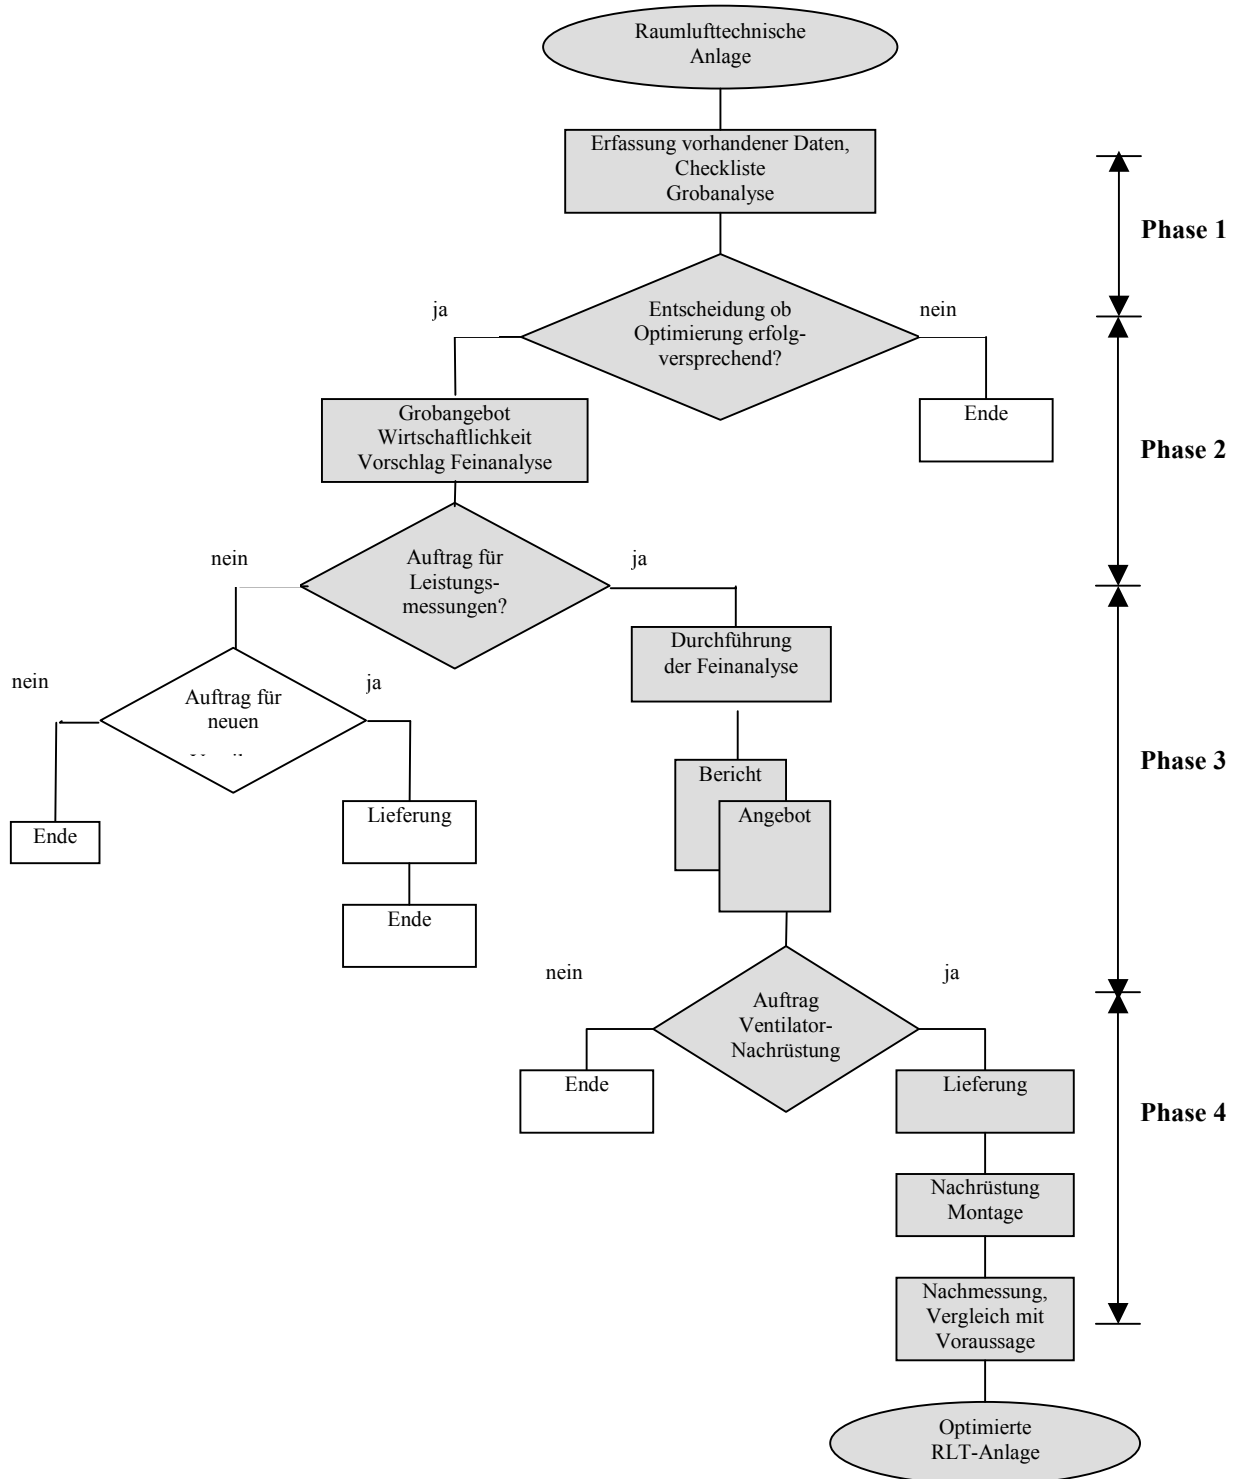 Raumlufttechnische
Anlage
Erfassung vorhandener Daten,
Checkliste
Grobanalyse
Phase 1
ja
Entscheidung ob
Optimierung erfolg-
versprechend?
nein
Grobangebot
Wirtschaftlichkeit
Vorschlag Feinanalyse
Ende
Phase 2
nein
Auftrag für
Leistungs-
messungen?
ja
Durchführung
der Feinanalyse
nein
Auftrag für
neuen
ja
Phase 3
Bericht
Angebot
Ende
Lieferung
Ende
nein
Auftrag
Ventilator-
Nachrüstung
ja
Ende
Lieferung
Phase 4
Nachrüstung
Montage
Nachmessung,
Vergleich mit
Voraussage
Optimierte
RLT-Anlage